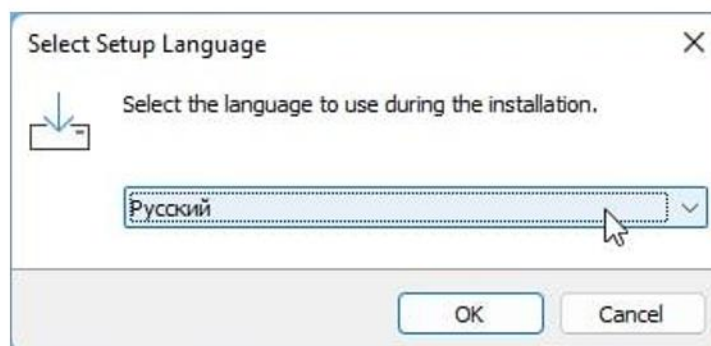 Select Setup Language
Select the language to use during the installation.
Русский
OK
Cancel